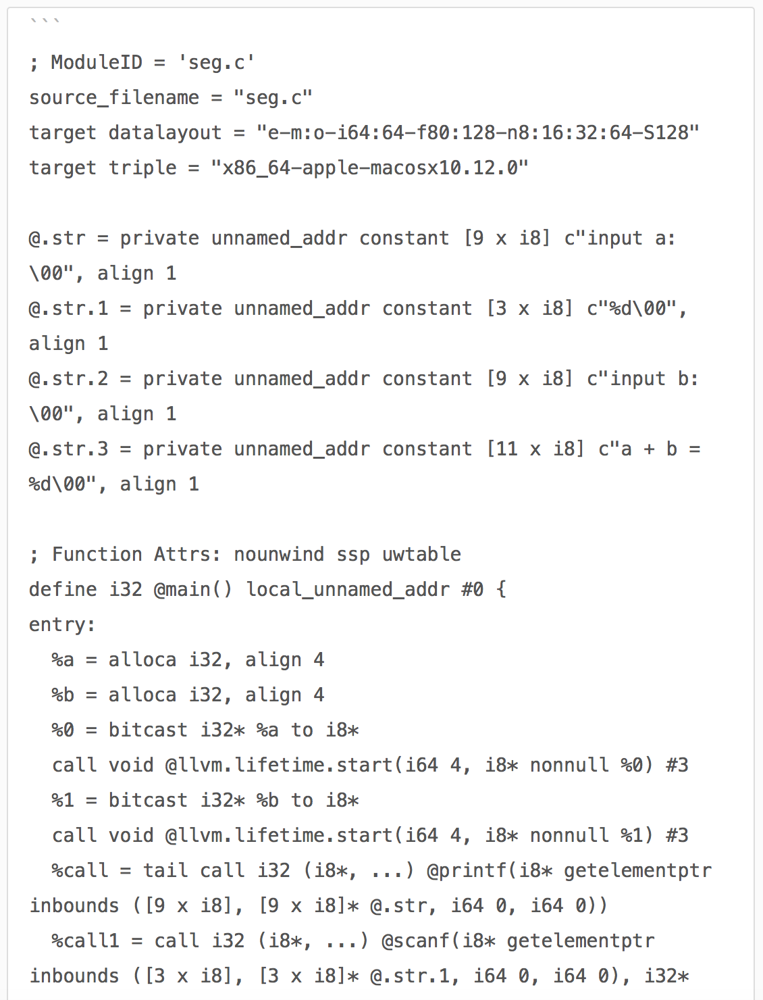 ```
; ModuleID = 'seg.c'
source_filename = "seg.c"
target datalayout = "e-m:o-i64:64-f80:128-n8:16:32:64-S128"
target triple = "x86_64-apple-macosx10.12.0"

@.str = private unnamed_addr constant [9 x i8] c"input a:
\00", align 1
@.str.1 = private unnamed_addr constant [3 x i8] c"%d\00",
align 1
@.str.2 = private unnamed_addr constant [9 x i8] c"input b:
\00", align 1
@.str.3 = private unnamed_addr constant [11 x i8] c"a + b =
%d\00", align 1

; Function Attrs: nounwind ssp uwtable
define i32 @main() local_unnamed_addr #0 {
entry:
  %a = alloca i32, align 4
  %b = alloca i32, align 4
  %0 = bitcast i32* %a to i8*
  call void @llvm.lifetime.start(i64 4, i8* nonnull %0) #3
  %1 = bitcast i32* %b to i8*
  call void @llvm.lifetime.start(i64 4, i8* nonnull %1) #3
  %call = tail call i32 (i8*, ...) @printf(i8* getelementptr
inbounds ([9 x i8], [9 x i8]* @.str, i64 0, i64 0))
  %call1 = call i32 (i8*, ...) @scanf(i8* getelementptr
inbounds ([3 x i8], [3 x i8]* @.str.1, i64 0, i64 0), i32*